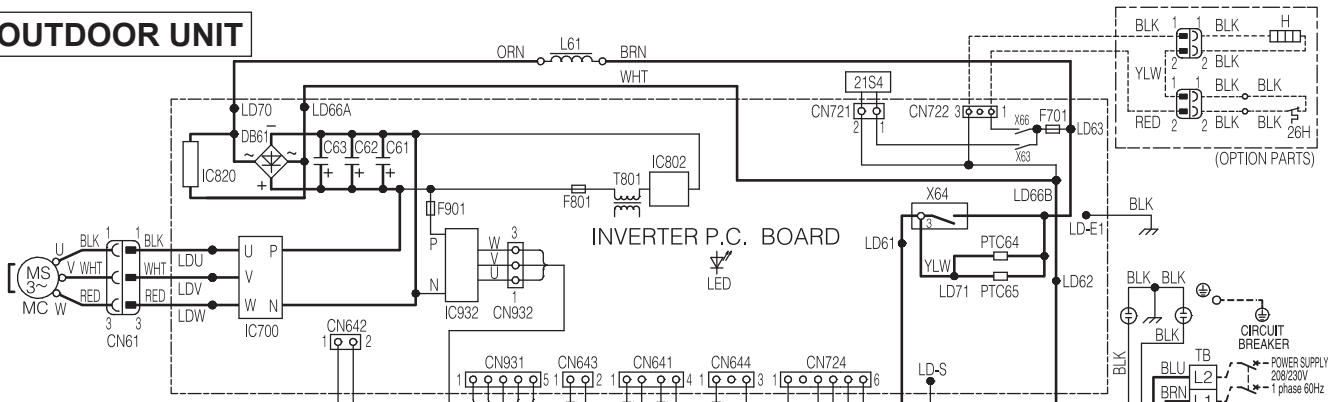 OUTDOOR UNIT
BLK 1 1 BLK H
ORN L61 BRN
WHT
2 2 BLK
YLW
21S4
1 1 BLK BLK
CN721
CN722 3 1
F701
LD70
LD66A
2 1
X66
LD63
RED 2 2 BLK BLK 26H
DB61
−
C63 C62 C61
X63
(OPTION PARTS)
~ ~
IC802
IC820
+ + + +
T801
X64
LD66B
F801
3
BLK
F901
INVERTER P.C. BOARD
LD-E1
U BLK 1 1 BLK
P
3
LD61
PTC64
LDU
U P
W
YLW
MS
3~
V WHT WHT
V
V
LED
BLK BLK
LDV
U
LD71 PTC65
LD62
MC W RED RED
W N
N
1
LDW
IC932 CN932
3 3
IC700
CN61
CN642
CIRCUIT
BREAKER
1 2
BLK
BLK
TB
CN931 CN643 CN641 CN644 CN724
LD-S
BLU L2
POWER SUPPLY
208/230V
1 phase 60Hz
1 5 1 2 1 4 1 3 1 6
BRN L1